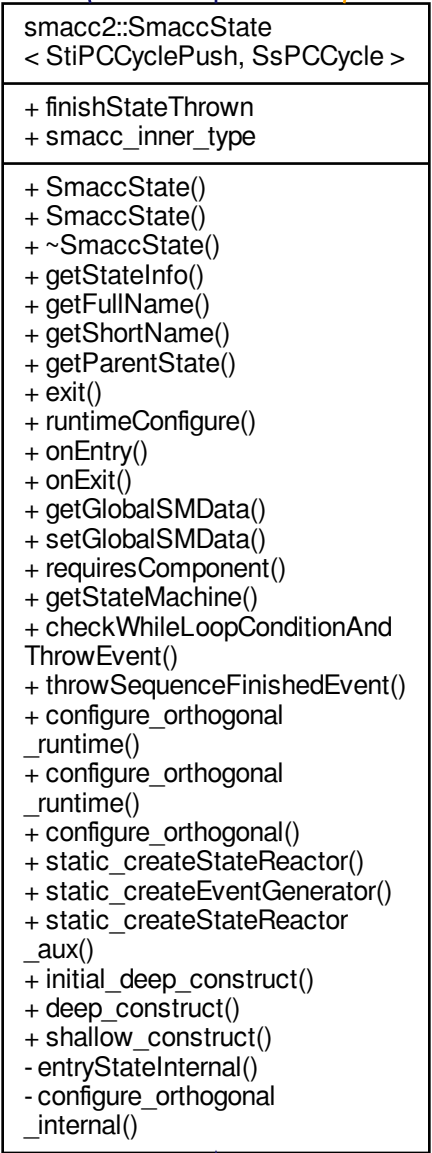 smacc2::SmaccState
< StiPCCyclePush, SsPCCycle >
+ finishStateThrown
+ smacc_inner_type
+ SmaccState()
+ SmaccState()
+ ~SmaccState()
+ getStateInfo()
+ getFullName()
+ getShortName()
+ getParentState()
+ exit()
+ runtimeConfigure()
+ onEntry()
+ onExit()
+ getGlobalSMData()
+ setGlobalSMData()
+ requiresComponent()
+ getStateMachine()
+ checkWhileLoopConditionAnd
ThrowEvent()
+ throwSequenceFinishedEvent()
+ configure_orthogonal
_runtime()
+ configure_orthogonal
_runtime()
+ configure_orthogonal()
+ static_createStateReactor()
+ static_createEventGenerator()
+ static_createStateReactor
_aux()
+ initial_deep_construct()
+ deep_construct()
+ shallow_construct()
- entryStateInternal()
- configure_orthogonal
_internal()